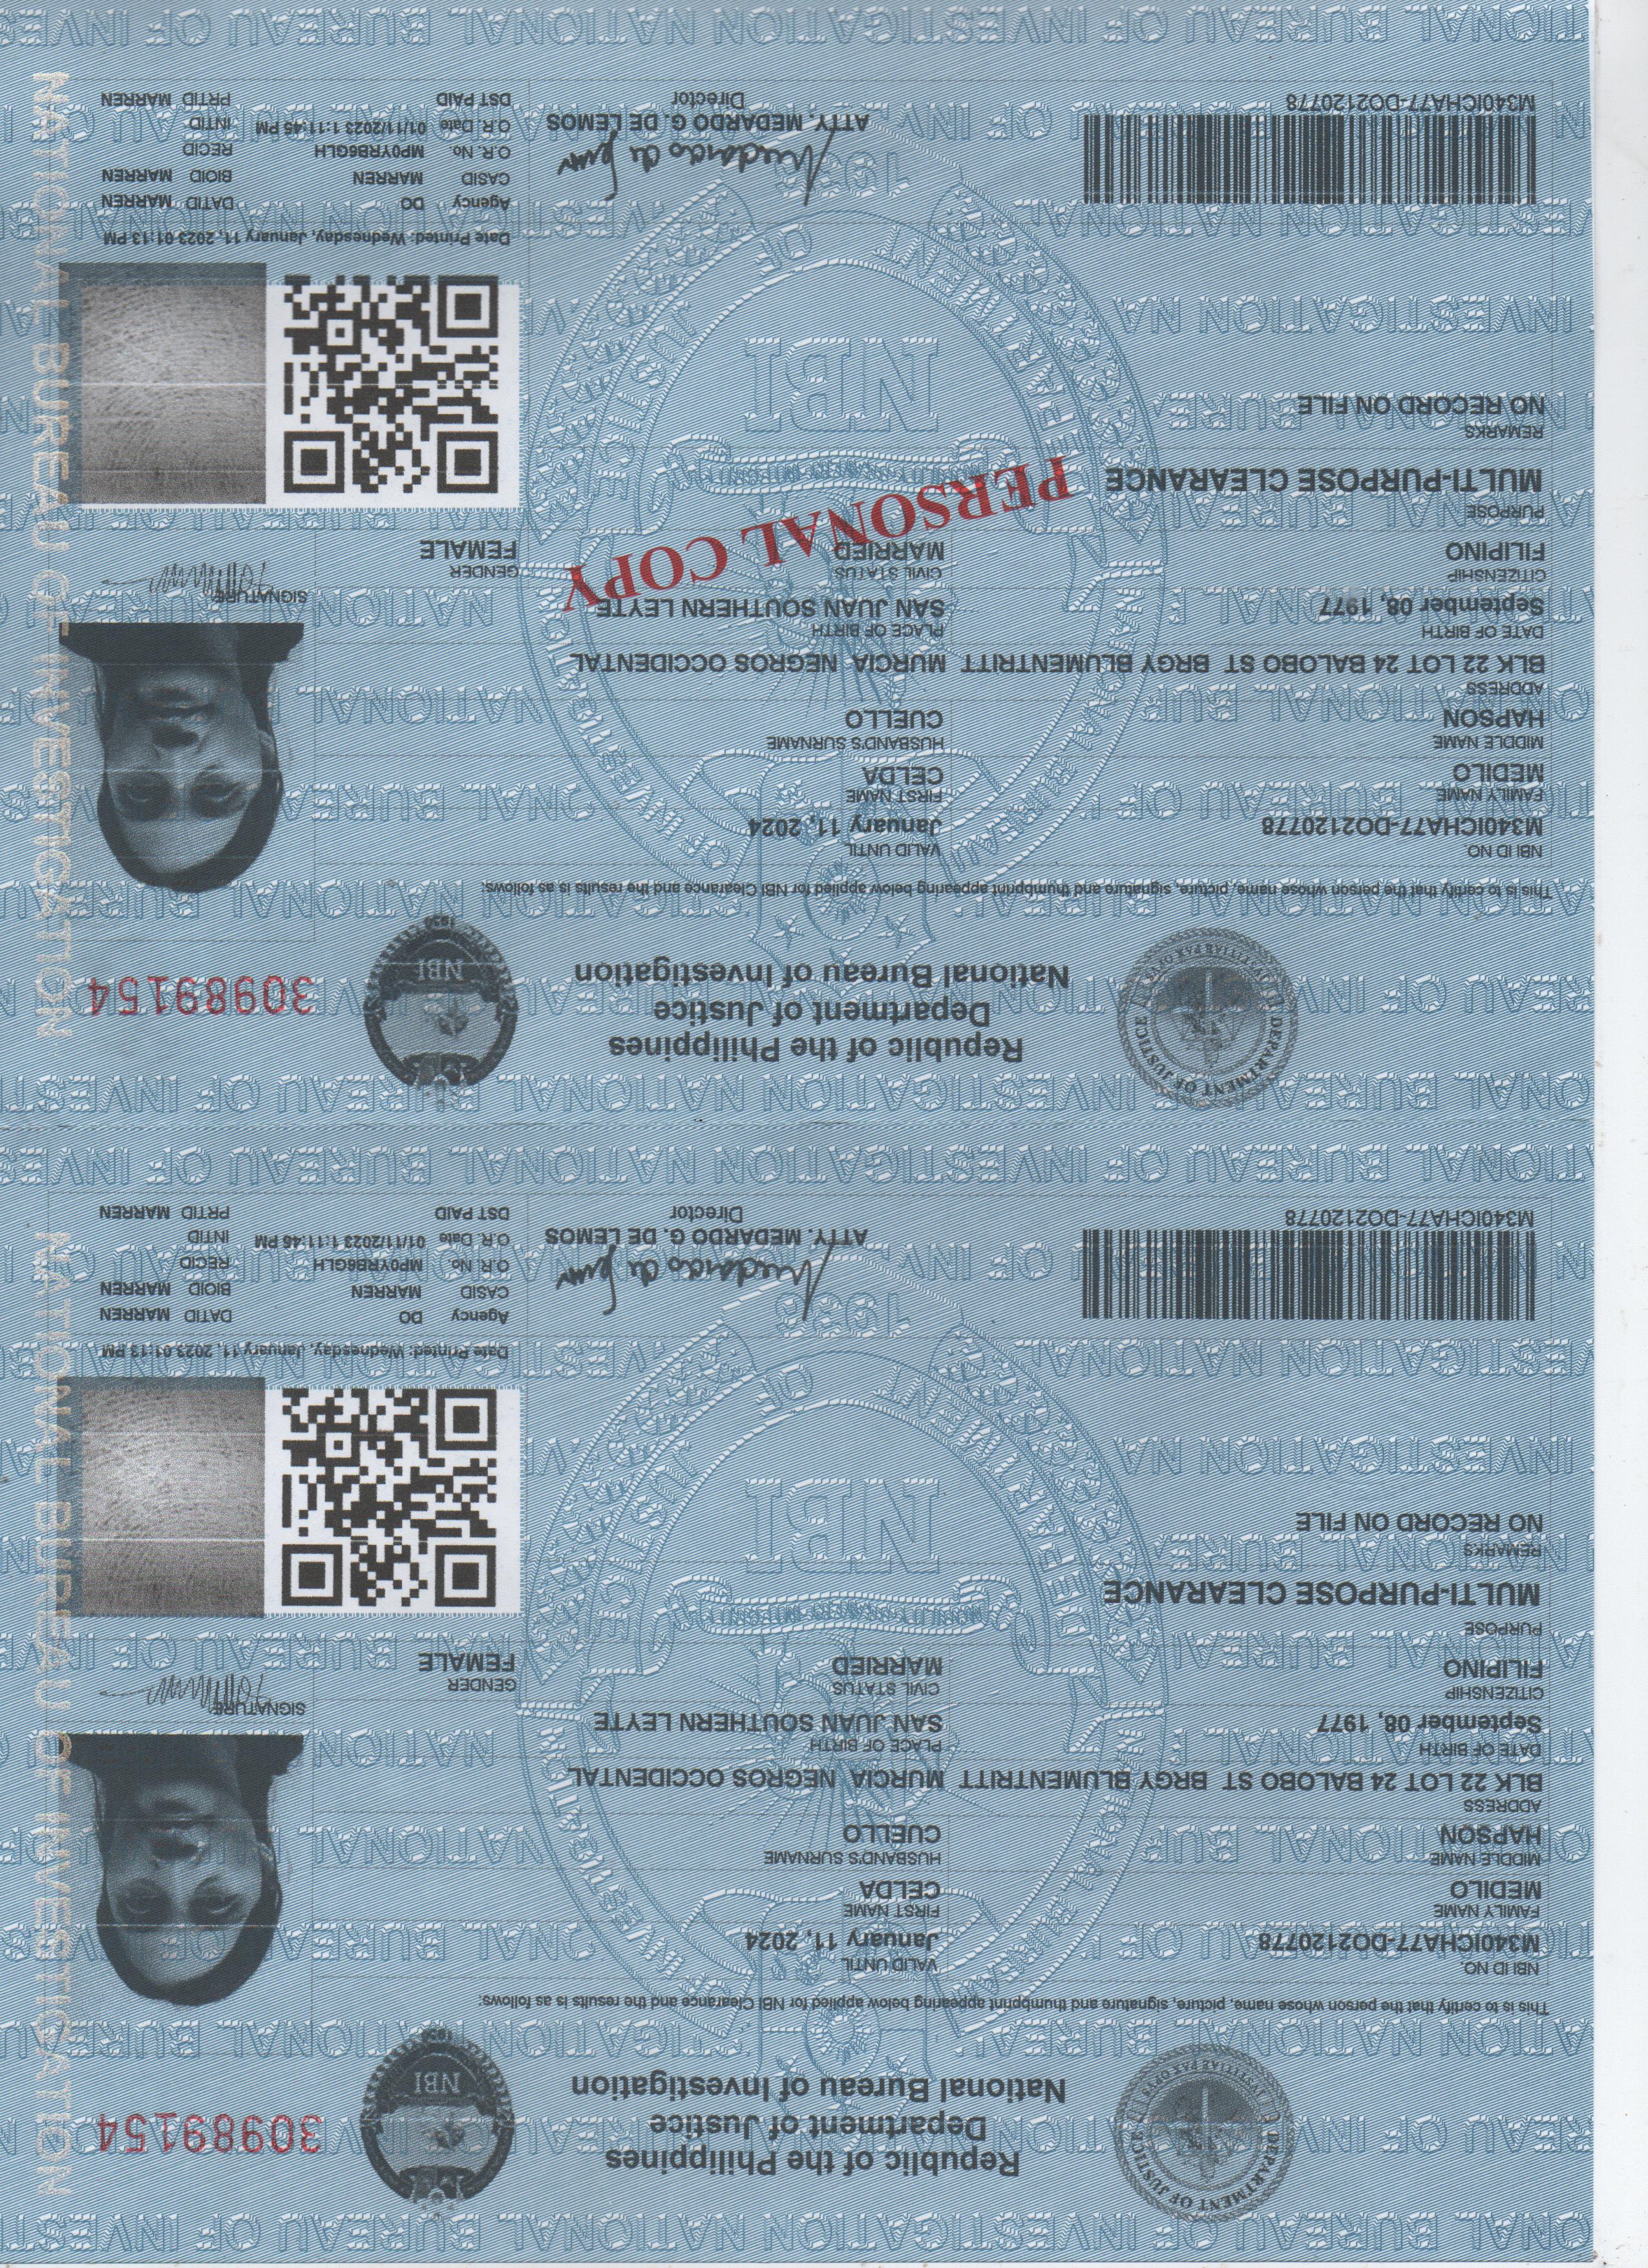 Republic of the Philippines
Department of Justice
National Bureau of Investigation
30989154
DEPARTMENT OF JUSTICE
NBI
This is to certify that the person whose name, picture, signature and thumbprint appearing below applied for NBI Clearance and the results is as follows:
NBI ID NO. VALID UNTIL
M340ICHA77-DO2120778 January 11, 2024
FAMILY NAME FIRST NAME
MEDILO CELDA
MIDDLE NAME HUSBAND'S SURNAME
HAPSON CUELLO
ADDRESS
BLK 22 LOT 24 BALOBO ST BRGY BLUMENTRITT MURCIA NEGROS OCCIDENTAL
DATE OF BIRTH PLACE OF BIRTH SIGNATURE
September 08, 1977 SAN JUAN SOUTHERN LEYTE
CITIZENSHIP CIVIL STATUS GENDER
FILIPINO MARRIED FEMALE
PURPOSE
MULTI-PURPOSE CLEARANCE
REMARKS
NO RECORD ON FILE
NBI
Date Printed: Wednesday, January 11, 2023 01:13 PM
Agency DO DATID MARREN
CASID MARREN BIOID MARREN
O.R. No. MP0YRB6GLH RECID
O.R. Date 01/11/2023 1:11:45 PM INTID
DST PAID PRTID MARREN
M340ICHA77-DO2120778
ATTY. MEDARDO G. DE LEMOS
Director
NATIONAL BUREAU OF INVESTIGATION
Republic of the Philippines
Department of Justice
National Bureau of Investigation
30989154
DEPARTMENT OF JUSTICE
NBI
This is to certify that the person whose name, picture, signature and thumbprint appearing below applied for NBI Clearance and the results is as follows:
NBI ID NO. VALID UNTIL
M340ICHA77-DO2120778 January 11, 2024
FAMILY NAME FIRST NAME
MEDILO CELDA
MIDDLE NAME HUSBAND'S SURNAME
HAPSON CUELLO
ADDRESS
BLK 22 LOT 24 BALOBO ST BRGY BLUMENTRITT MURCIA NEGROS OCCIDENTAL
DATE OF BIRTH PLACE OF BIRTH SIGNATURE
September 08, 1977 SAN JUAN SOUTHERN LEYTE
CITIZENSHIP CIVIL STATUS GENDER
FILIPINO MARRIED FEMALE
PERSONAL COPY
PURPOSE
MULTI-PURPOSE CLEARANCE
REMARKS
NO RECORD ON FILE
NBI
Date Printed: Wednesday, January 11, 2023 01:13 PM
Agency DO DATID MARREN
CASID MARREN BIOID MARREN
O.R. No. MP0YRB6GLH RECID
O.R. Date 01/11/2023 1:11:45 PM INTID
DST PAID PRTID MARREN
M340ICHA77-DO2120778
ATTY. MEDARDO G. DE LEMOS
Director
NATIONAL BUREAU OF INVESTIGATION